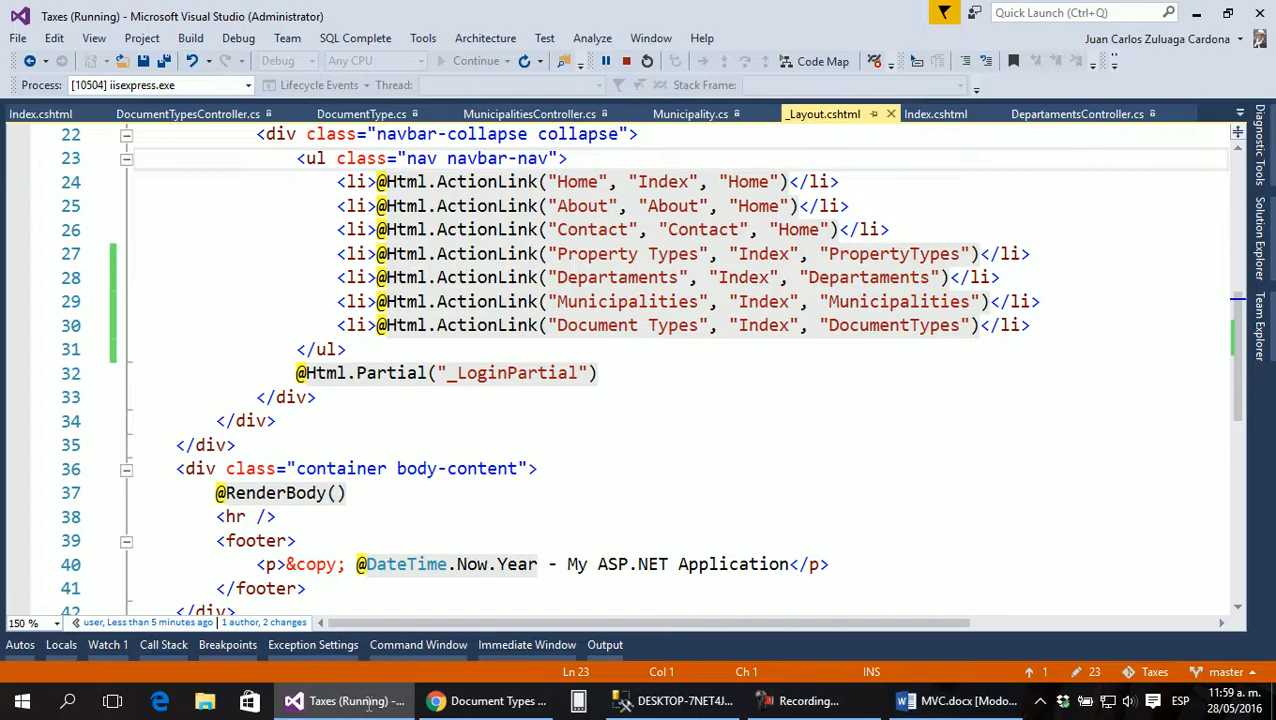 Taxes (Running) - Microsoft Visual Studio (Administrator)
Quick Launch (Ctrl+Q)
File Edit View Project Build Debug Team SQL Complete Tools Architecture Test Analyze Window Help
Juan Carlos Zuluaga Cardona
Debug Any CPU Continue Code Map
Process: [10504] iisexpress.exe Lifecycle Events Thread: Stack Frame:
Index.cshtml DocumentTypesController.cs DocumentType.cs MunicipalitiesController.cs Municipality.cs _Layout.cshtml Index.cshtml DepartamentsController.cs
22 <div class="navbar-collapse collapse">
23 <ul class="nav navbar-nav">
24 <li>@Html.ActionLink("Home", "Index", "Home")</li>
25 <li>@Html.ActionLink("About", "About", "Home")</li>
26 <li>@Html.ActionLink("Contact", "Contact", "Home")</li>
27 <li>@Html.ActionLink("Property Types", "Index", "PropertyTypes")</li>
28 <li>@Html.ActionLink("Departaments", "Index", "Departaments")</li>
29 <li>@Html.ActionLink("Municipalities", "Index", "Municipalities")</li>
30 <li>@Html.ActionLink("Document Types", "Index", "DocumentTypes")</li>
31 </ul>
32 @Html.Partial("_LoginPartial")
33 </div>
34 </div>
35 </div>
36 <div class="container body-content">
37 @RenderBody()
38 <hr />
39 <footer>
40 <p>&copy; @DateTime.Now.Year - My ASP.NET Application</p>
41 </footer>
42 </div>
Diagnostic Tools
Solution Explorer
Team Explorer
150 % user, Less than 5 minutes ago | 1 author, 2 changes
Autos Locals Watch 1 Call Stack Breakpoints Exception Settings Command Window Immediate Window Output
Ln 23 Col 1 Ch 1 INS 1 23 Taxes master
Taxes (Running) -... Document Types ... DESKTOP-7NET4J... Recording... MVC.docx [Modo... ESP 11:59 a. m.
28/05/2016